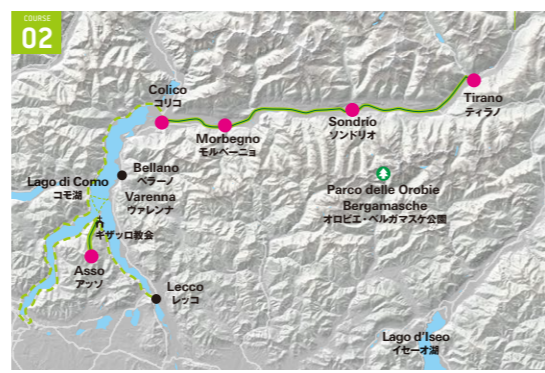 COURSE
02
Colico
コリコ
Morbegno
モルベーニョ
Sondrio
ソンドリオ
Tirano
ティラノ
Bellano
ベラーノ
Lago di Como
コモ湖
Varenna
ヴァレンナ
ギザッロ教会
Parco delle Orobie
Bergamasche
オロビエ・ベルガマスケ公園
Asso
アッソ
Lecco
レッコ
Lago d'Iseo
イセーオ湖